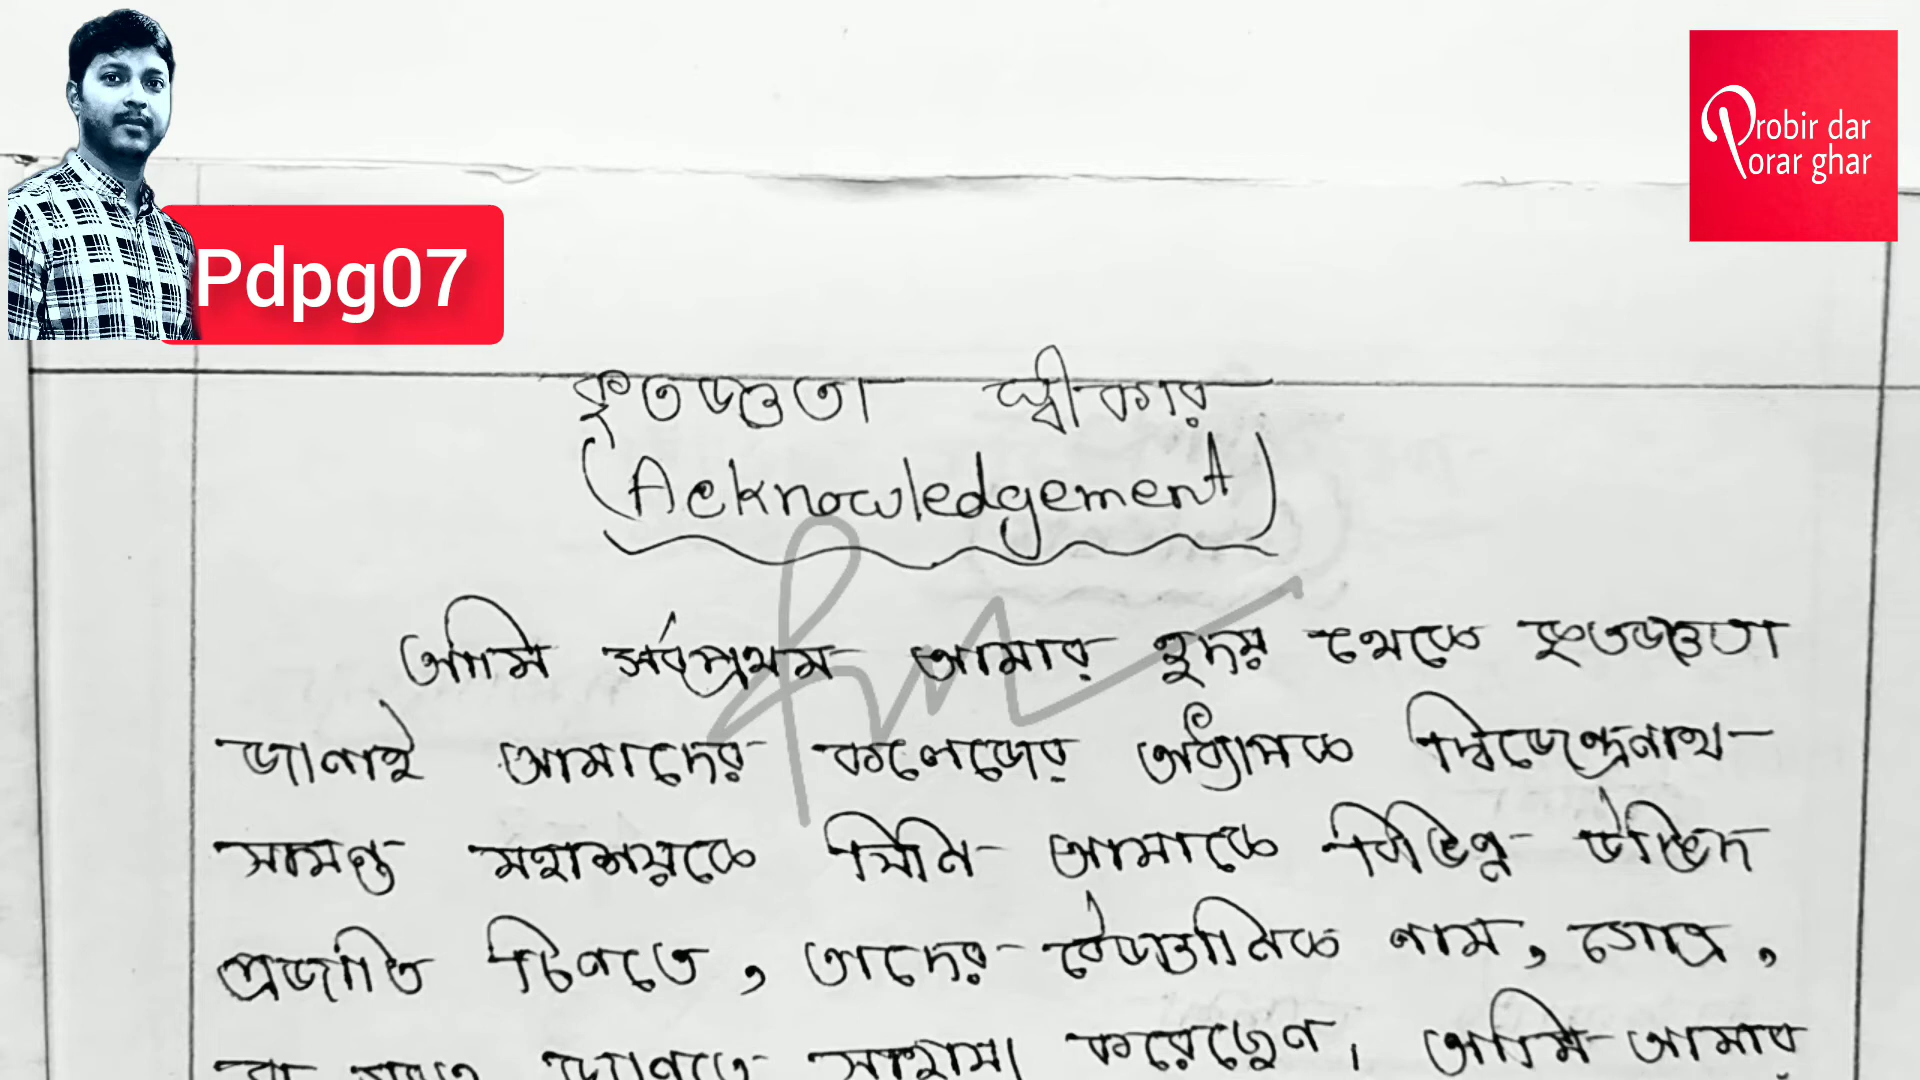 Probir dar
Porar ghar
Pdpg07
কৃতজ্ঞতা স্বীকার
(Acknowledgement)
আমি সর্বপ্রথম আমার হৃদয় থেকে কৃতজ্ঞতা
জানাই আমাদের কলেজের অধ্যাপক দ্বিজেন্দ্রনাথ
সামন্ত মহাশয়কে যিনি আমাকে বিভিন্ন উদ্ভিদ
প্রজাতি চিনতে, তাদের বৈজ্ঞানিক নাম, গোত্র,
জানতে সাহায্য করেছেন। আমি আমার